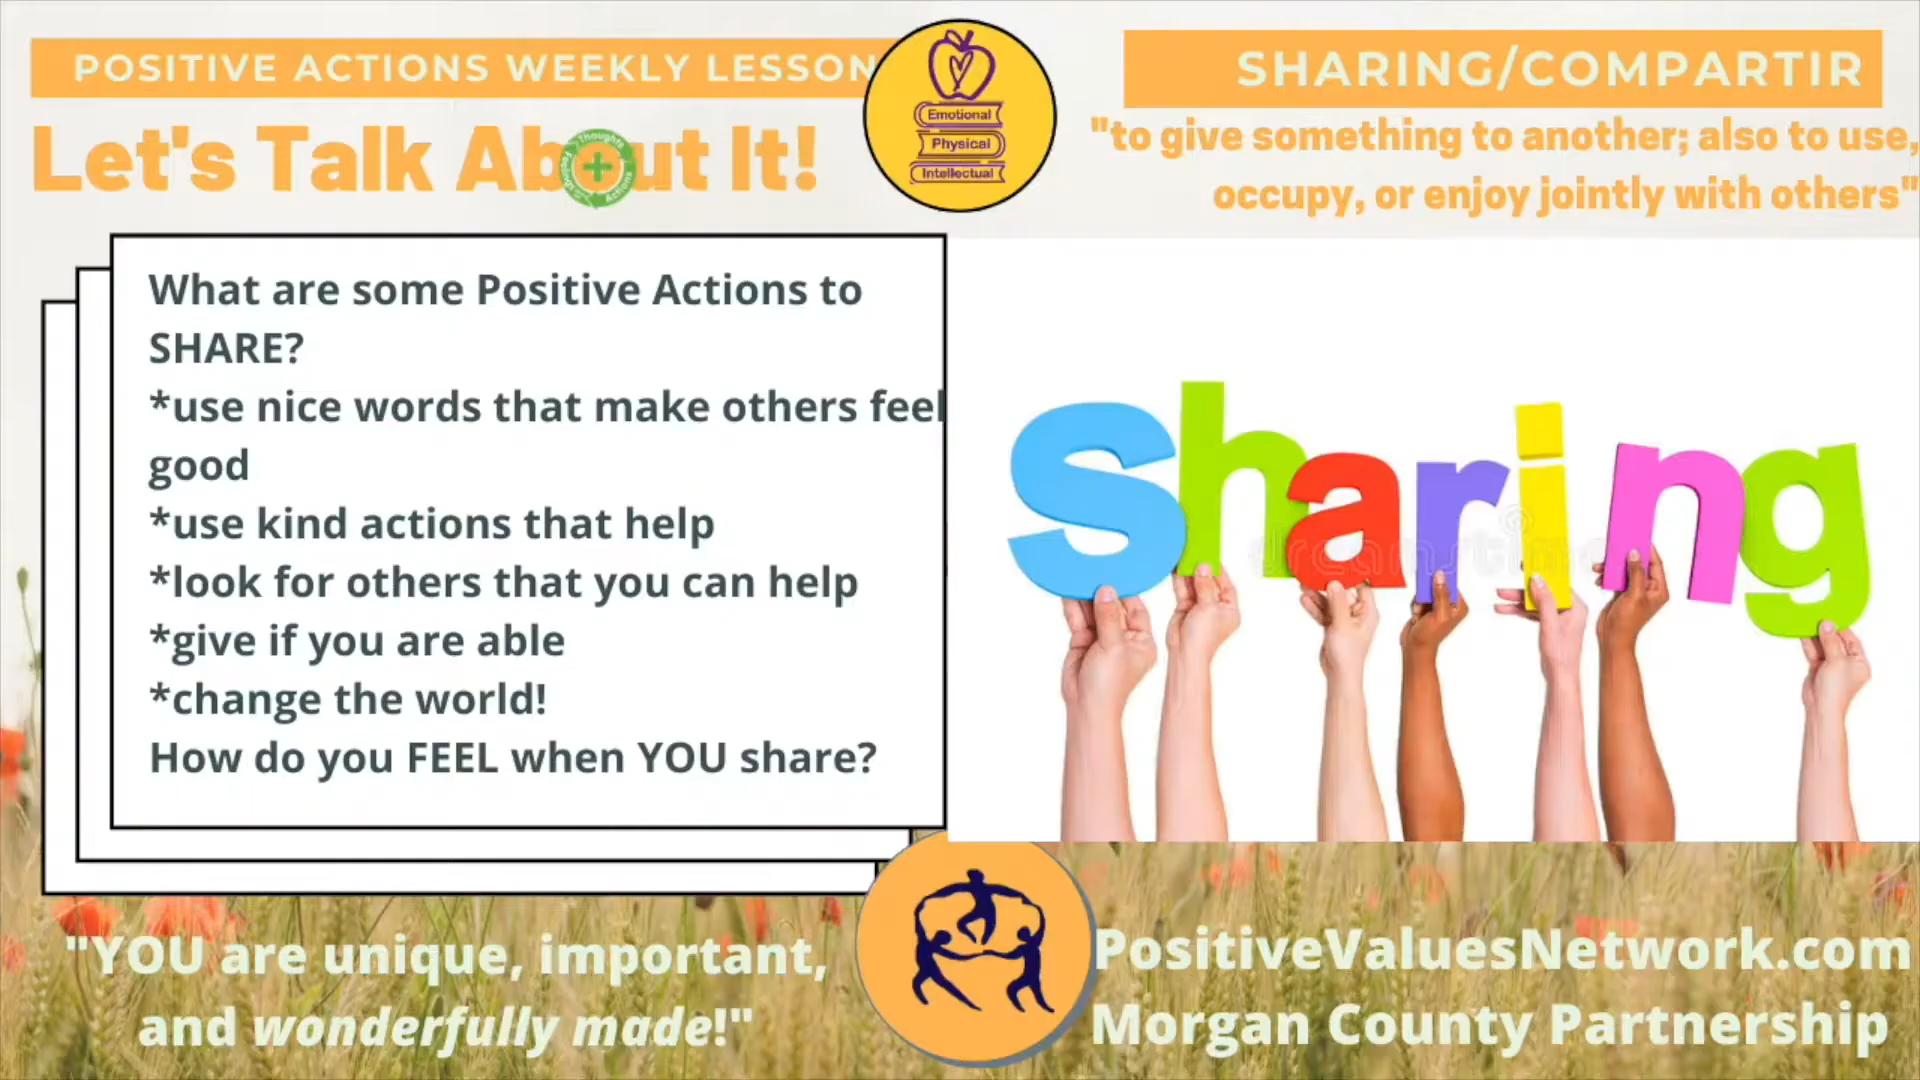 POSITIVE ACTIONS WEEKLY LESSON
Let's Talk About It!
Thoughts
Actions
Feelings
Emotional
Physical
Intellectual
SHARING/COMPARTIR
"to give something to another; also to use,
occupy, or enjoy jointly with others"
What are some Positive Actions to
SHARE?
*use nice words that make others feel
good
*use kind actions that help
*look for others that you can help
*give if you are able
*change the world!
How do you FEEL when YOU share?
sharing
dreamstime
"YOU are unique, important,
and wonderfully made!"
PositiveValuesNetwork.com
Morgan County Partnership